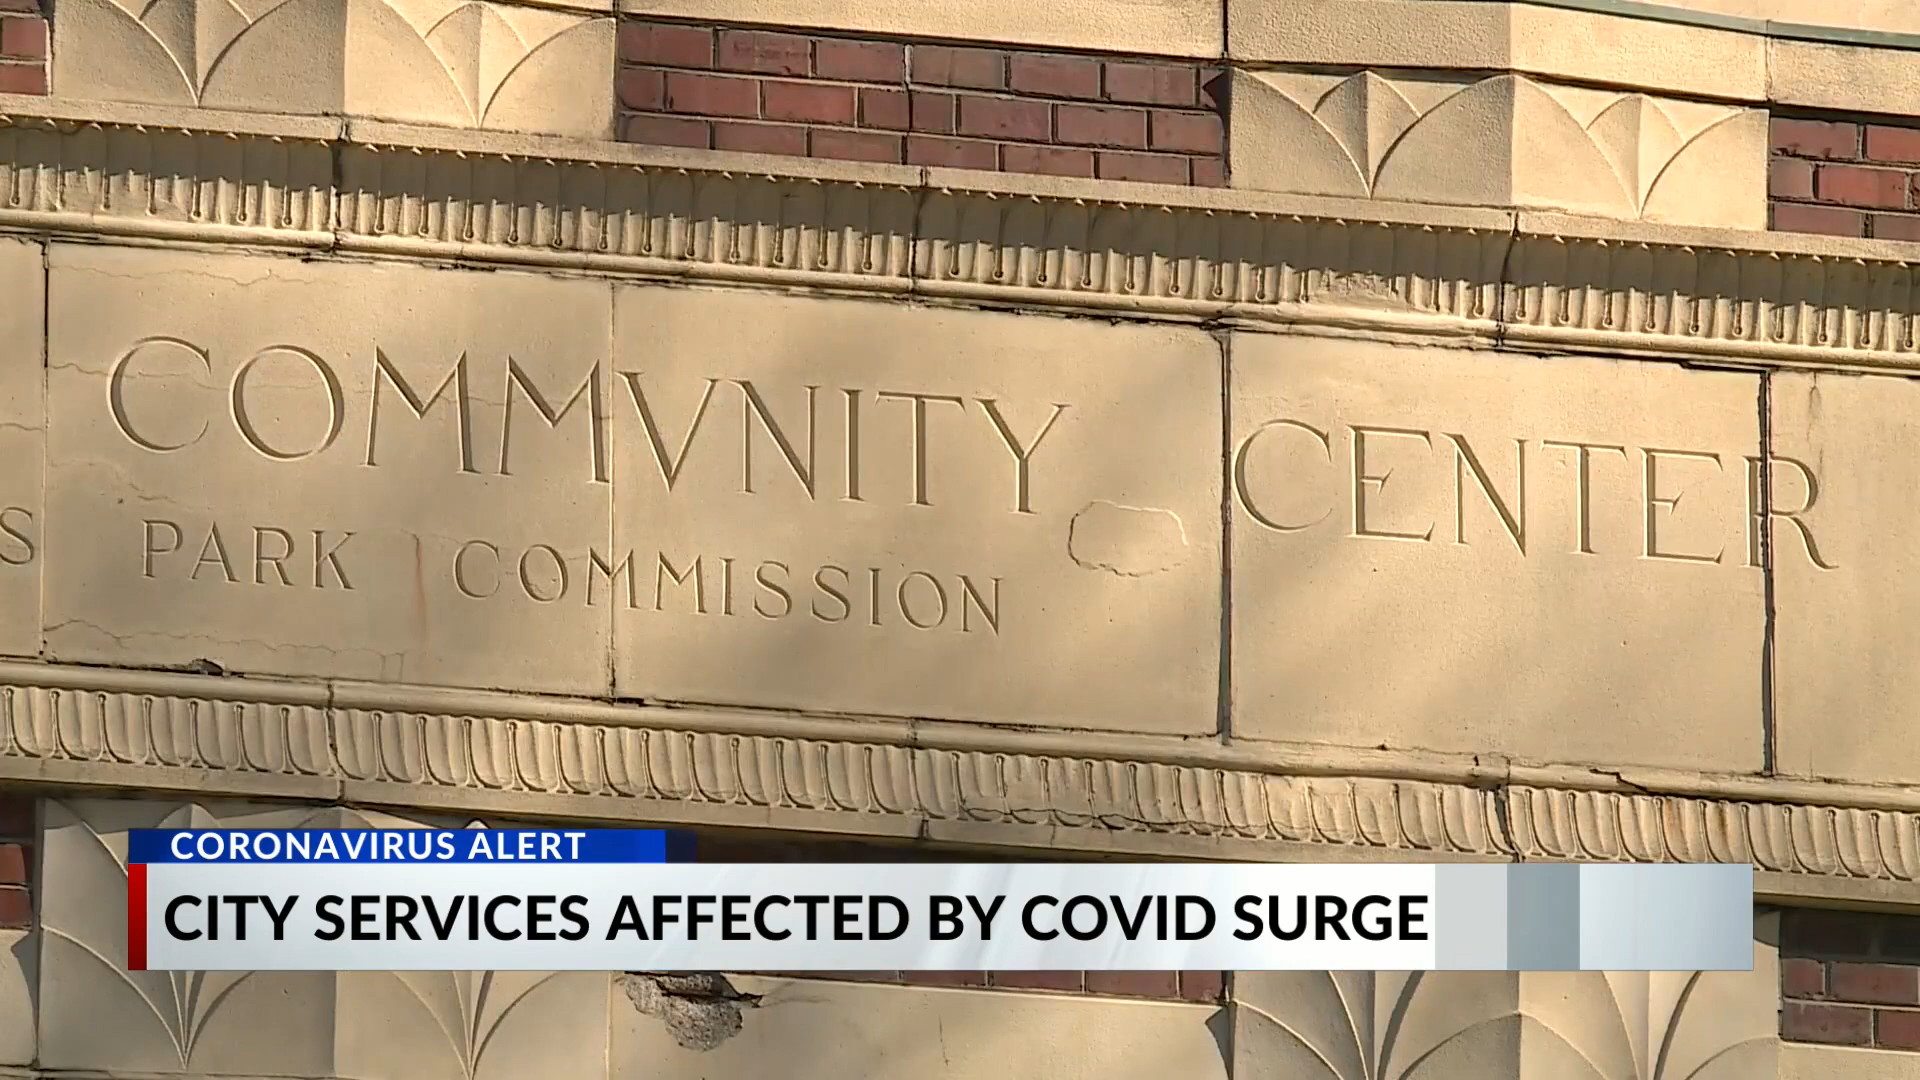 COMMVNITY CENTER
S PARK COMMISSION
CORONAVIRUS ALERT
CITY SERVICES AFFECTED BY COVID SURGE